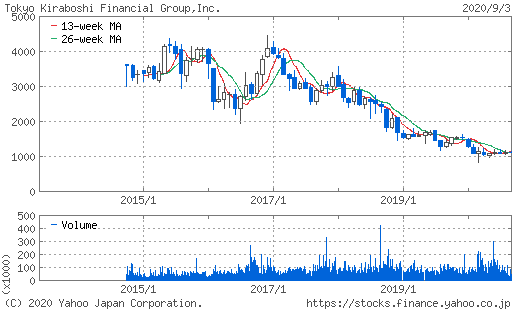 Tokyo Kiraboshi Financial Group,Inc. 2020/9/3
5000
4000
3000
2000
1000
0
13-week MA
26-week MA
2015/1 2017/1 2019/1
500
400
300
200
100
0
(x1000)
Volume
2015/1 2017/1 2019/1
(C) 2020 Yahoo Japan Corporation. https://stocks.finance.yahoo.co.jp/